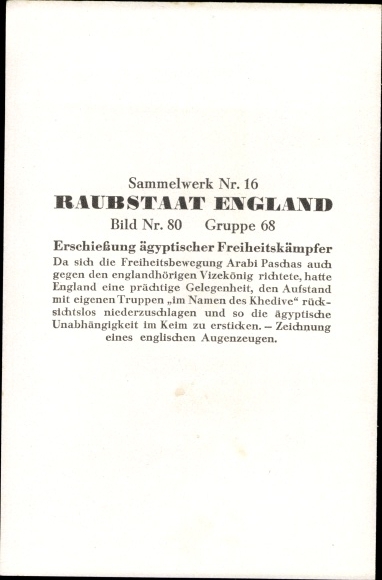 Sammelwerk Nr. 16
RAUBSTAAT ENGLAND
Bild Nr. 80 Gruppe 68
Erschießung ägyptischer Freiheitskämpfer
Da sich die Freiheitsbewegung Arabi Paschas auch
gegen den englandhörigen Vizekönig richtete, hatte
England eine prächtige Gelegenheit, den Aufstand
mit eigenen Truppen „im Namen des Khedive“ rück-
sichtslos niederzuschlagen und so die ägyptische
Unabhängigkeit im Keim zu ersticken. – Zeichnung
eines englischen Augenzeugen.